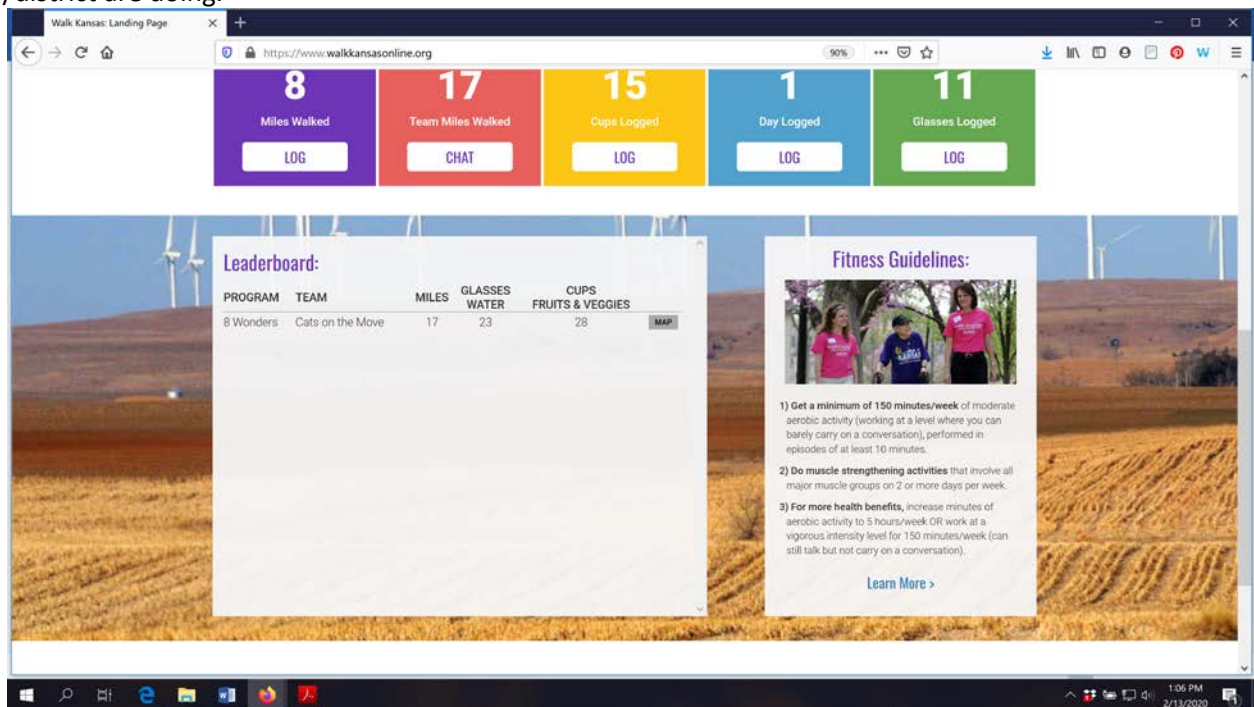 district are doing.
Walk Kansas: Landing Page
https://www.walkkansasonline.org
90%
8 17 15 1 11
Miles Walked Team Miles Walked Cups Logged Day Logged Glasses Logged
LOG CHAT LOG LOG LOG
Leaderboard:
PROGRAM TEAM MILES GLASSES WATER CUPS FRUITS & VEGGIES
8 Wonders Cats on the Move 17 23 28 MAP
Fitness Guidelines:
1) Get a minimum of 150 minutes/week of moderate
aerobic activity (working at a level where you can
barely carry on a conversation), performed in
episodes of at least 10 minutes.
2) Do muscle strengthening activities that involve all
major muscle groups on 2 or more days per week.
3) For more health benefits, increase minutes of
aerobic activity to 5 hours/week OR work at a
vigorous intensity level for 150 minutes/week (can
still talk but not carry on a conversation).
Learn More >
1:06 PM
2/13/2020